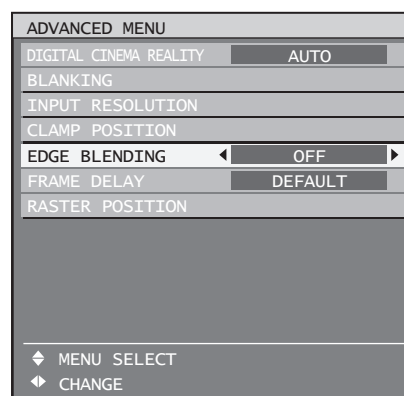 ADVANCED MENU
DIGITAL CINEMA REALITY AUTO
BLANKING
INPUT RESOLUTION
CLAMP POSITION
EDGE BLENDING OFF
FRAME DELAY DEFAULT
RASTER POSITION
MENU SELECT
CHANGE